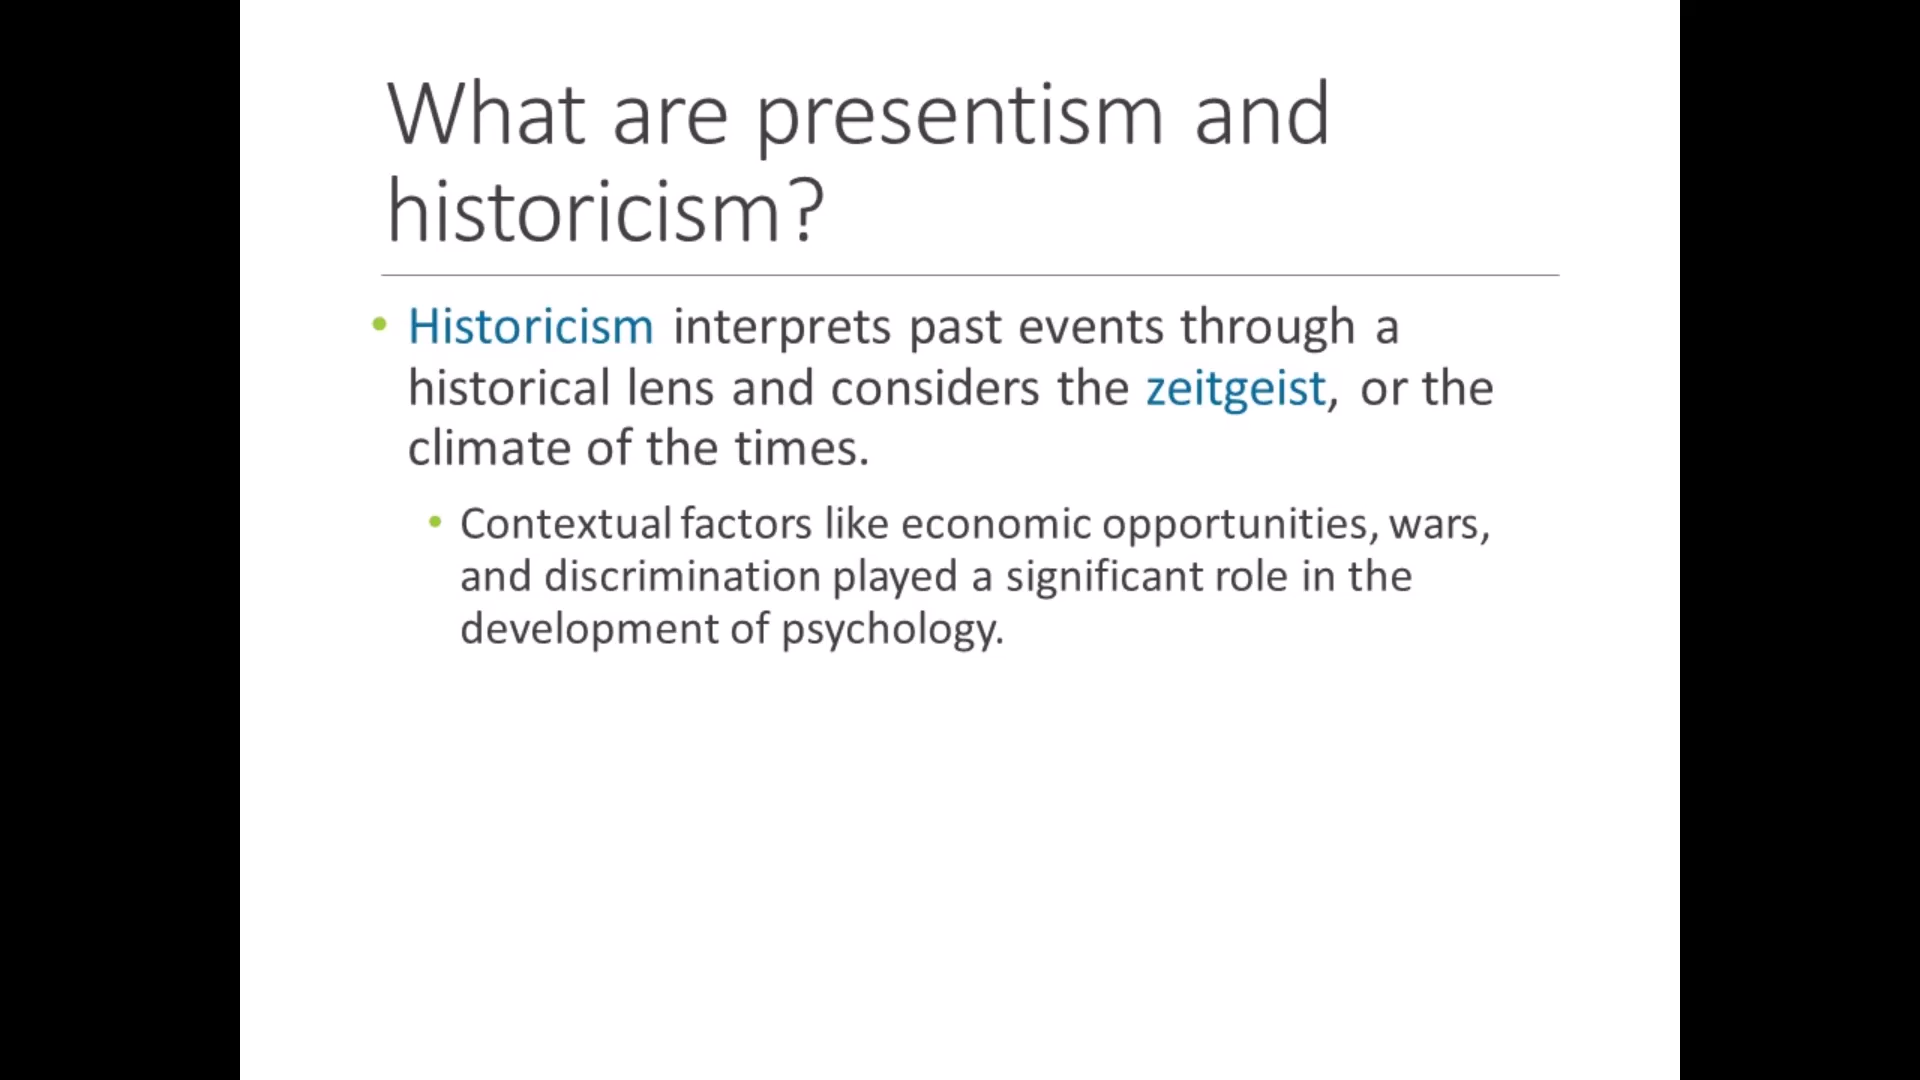 What are presentism and
historicism?
• Historicism interprets past events through a
historical lens and considers the zeitgeist, or the
climate of the times.
• Contextual factors like economic opportunities, wars,
and discrimination played a significant role in the
development of psychology.